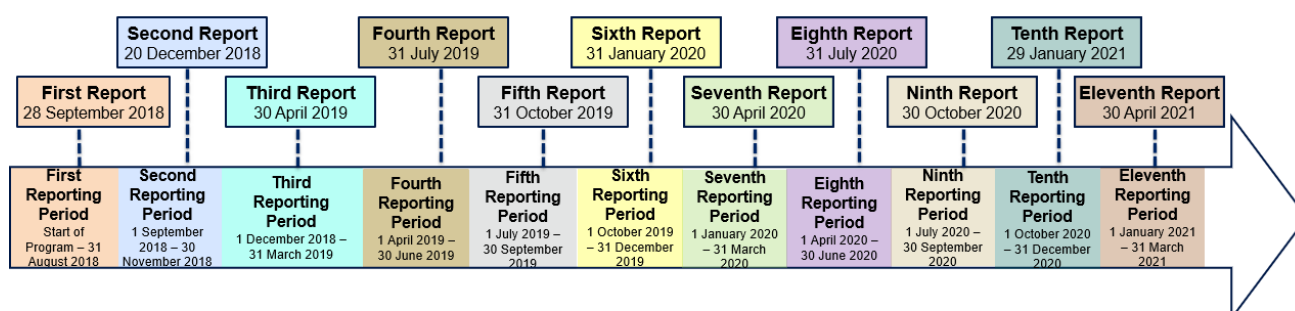 Second Report
20 December 2018
Fourth Report
31 July 2019
Sixth Report
31 January 2020
Eighth Report
31 July 2020
Tenth Report
29 January 2021
First Report
28 September 2018
Third Report
30 April 2019
Fifth Report
31 October 2019
Seventh Report
30 April 2020
Ninth Report
30 October 2020
Eleventh Report
30 April 2021
First
Reporting
Period
Start of
Program – 31
August 2018
Second
Reporting
Period
1 September
2018 – 30
November 2018
Third
Reporting
Period
1 December 2018 –
31 March 2019
Fourth
Reporting
Period
1 April 2019 –
30 June 2019
Fifth
Reporting
Period
1 July 2019 –
30 September
2019
Sixth
Reporting
Period
1 October 2019
– 31 December
2019
Seventh
Reporting
Period
1 January 2020
– 31 March
2020
Eighth
Reporting
Period
1 April 2020 –
30 June 2020
Ninth
Reporting
Period
1 July 2020 –
30 September
2020
Tenth
Reporting
Period
1 October 2020
– 31 December
2020
Eleventh
Reporting
Period
1 January 2021
– 31 March
2021